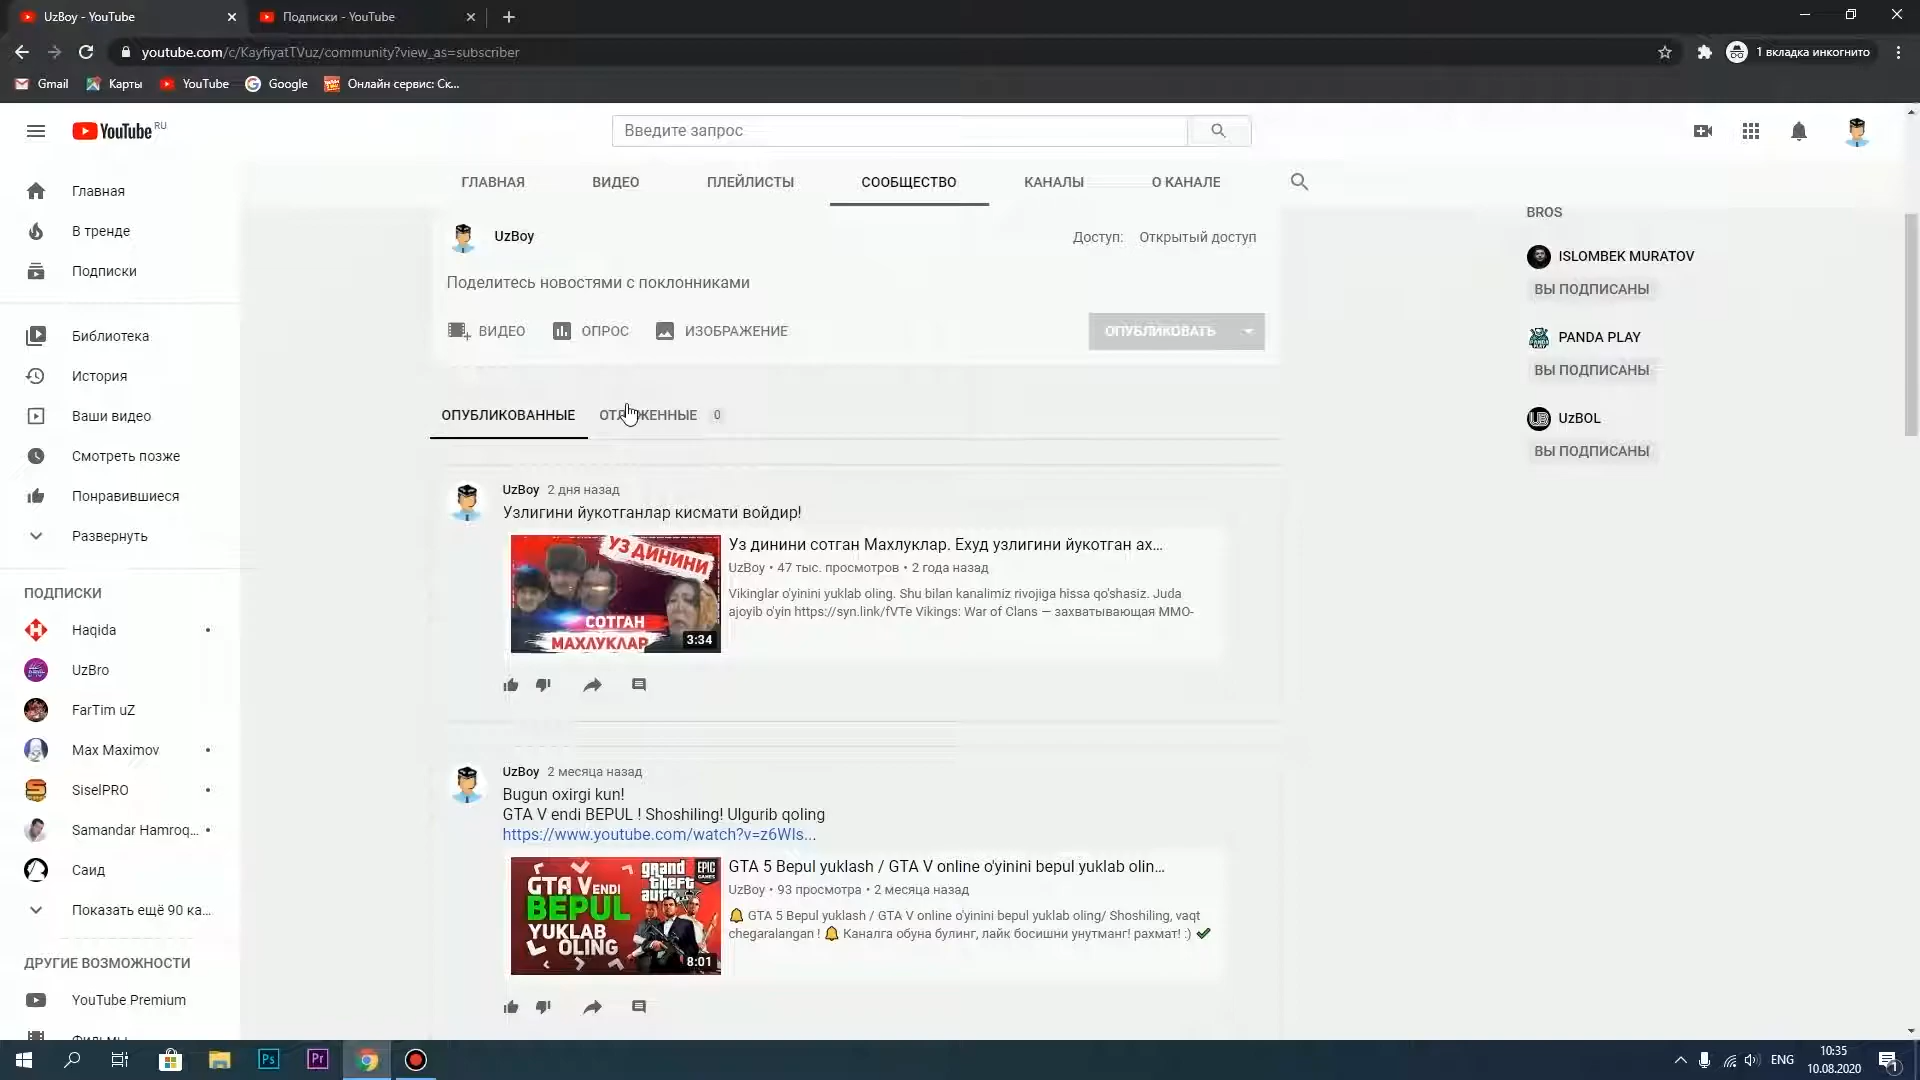 UzBoy - YouTube
Подписки - YouTube
youtube.com/c/KayfiyatTVuz/community?view_as=subscriber
1 вкладка инкогнито
Gmail
Карты
YouTube
Google
Онлайн сервис: Ск...
YouTube RU
Введите запрос
Главная
В тренде
Подписки
Библиотека
История
Ваши видео
Смотреть позже
Понравившиеся
Развернуть
ПОДПИСКИ
Haqida
UzBro
FarTim uZ
Max Maximov
SiselPRO
Samandar Hamroq...
Саид
Показать ещё 90 ка...
ДРУГИЕ ВОЗМОЖНОСТИ
YouTube Premium
Фильмы
ГЛАВНАЯ
ВИДЕО
ПЛЕЙЛИСТЫ
СООБЩЕСТВО
КАНАЛЫ
О КАНАЛЕ
UzBoy
Доступ: Открытый доступ
Поделитесь новостями с поклонниками
ВИДЕО
ОПРОС
ИЗОБРАЖЕНИЕ
ОПУБЛИКОВАТЬ
ОПУБЛИКОВАННЫЕ
0
UzBoy 2 дня назад
Узлигини йукотганлар кисмати войдир!
УЗ ДИНИНИ
СОТГАН
МАХЛУКЛАР
3:34
Уз динини сотган Махлуклар. Ехуд узлигини йукотган ах...
UzBoy • 47 тыс. просмотров • 2 года назад
Vikinglar o'yinini yuklab oling. Shu bilan kanalimiz rivojiga hissa qo'shasiz. Juda
ajoyib o'yin https://syn.link/fVTe Vikings: War of Clans — захватывающая MMO-
UzBoy 2 месяца назад
Bugun oxirgi kun!
GTA V endi BEPUL ! Shoshiling! Ulgurib qoling
https://www.youtube.com/watch?v=z6WIs...
GTA V ENDI
BEPUL
YUKLAB
OLING
grand
theft
auto
EPIC
GAMES
8:01
GTA 5 Bepul yuklash / GTA V online o'yinini bepul yuklab olin...
UzBoy • 93 просмотра • 2 месяца назад
GTA 5 Bepul yuklash / GTA V online o'yinini bepul yuklab oling/ Shoshiling, vaqt
chegaralangan ! Каналга обуна булинг, лайк босишни унутманг! рахмат! :)
BROS
ISLOMBEK MURATOV
ВЫ ПОДПИСАНЫ
PANDA PLAY
ВЫ ПОДПИСАНЫ
UzBOL
ВЫ ПОДПИСАНЫ
Ps
Pr
ENG
10:35
10.08.2020
1